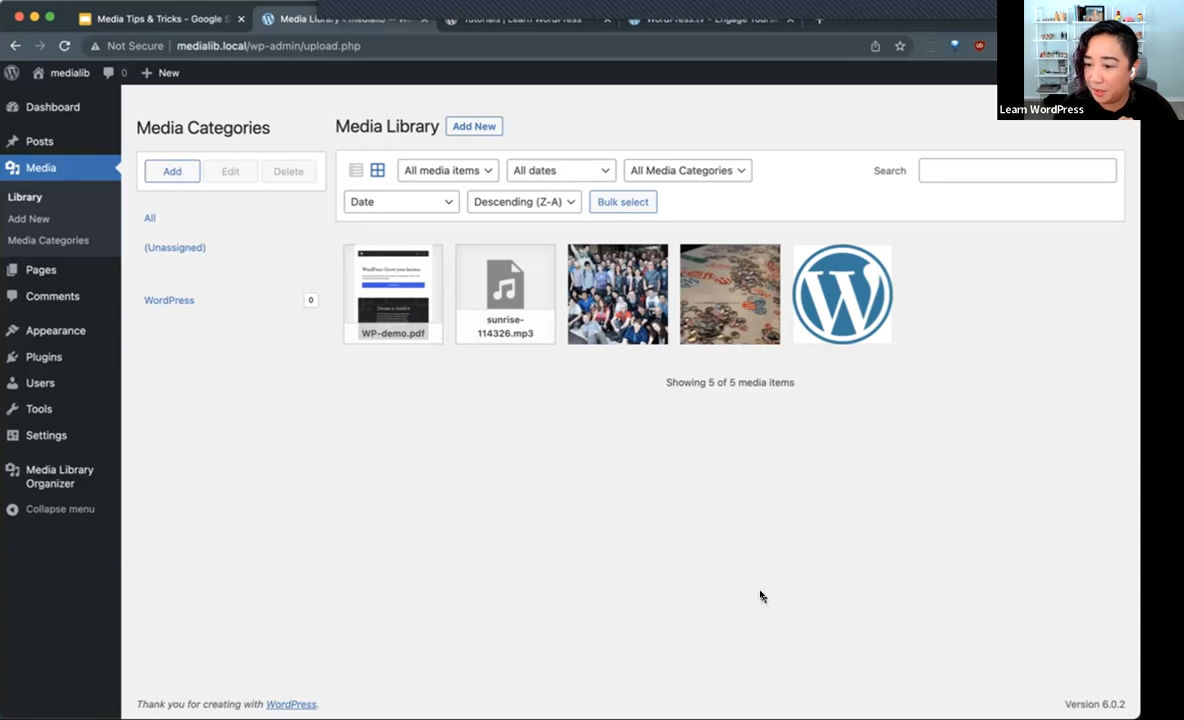 Media Tips & Tricks - Google S
Media Library
Tutorials | Learn WordPress
WordPress.tv - Engage Yours
Not Secure
medialib.local/wp-admin/upload.php
medialib
0
New
Learn WordPress
Dashboard
Posts
Media
Library
Add New
Media Categories
Pages
Comments
Appearance
Plugins
Users
Tools
Settings
Media Library
Organizer
Collapse menu
Media Categories
Add
Edit
Delete
All
(Unassigned)
WordPress
0
Media Library
Add New
All media items
All dates
All Media Categories
Search
Date
Descending (Z-A)
Bulk select
WP-demo.pdf
sunrise-
114326.mp3
Showing 5 of 5 media items
Thank you for creating with WordPress.
Version 6.0.2